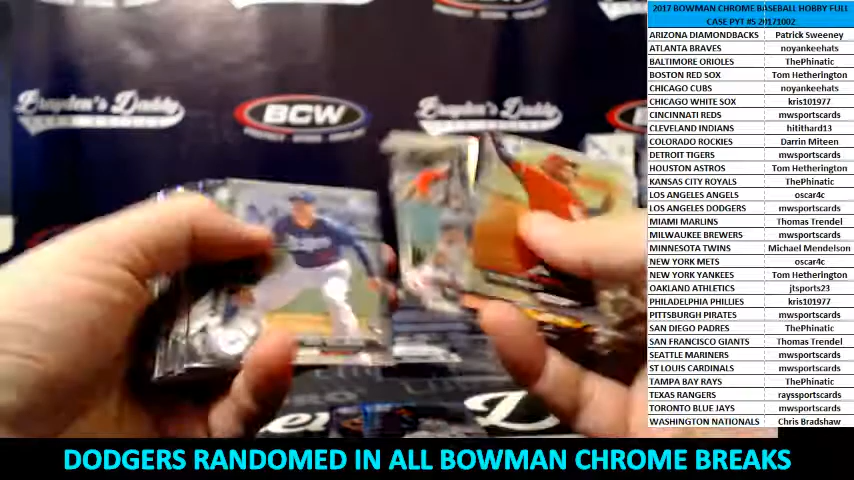 2017 BOWMAN CHROME BASEBALL HOBBY FULL
CASE PYT #5 20171002
ARIZONA DIAMONDBACKS Patrick Sweeney
ATLANTA BRAVES noyankeehats
BALTIMORE ORIOLES ThePhinatic
BOSTON RED SOX Tom Hetherington
CHICAGO CUBS noyankeehats
CHICAGO WHITE SOX kris101977
CINCINNATI REDS mwsportscards
CLEVELAND INDIANS hitithard13
COLORADO ROCKIES Darrin Miteen
DETROIT TIGERS mwsportscards
HOUSTON ASTROS Tom Hetherington
KANSAS CITY ROYALS ThePhinatic
LOS ANGELES ANGELS oscar4c
LOS ANGELES DODGERS mwsportscards
MIAMI MARLINS Thomas Trendel
MILWAUKEE BREWERS mwsportscards
MINNESOTA TWINS Michael Mendelson
NEW YORK METS oscar4c
NEW YORK YANKEES Tom Hetherington
OAKLAND ATHLETICS jtsports23
PHILADELPHIA PHILLIES kris101977
PITTSBURGH PIRATES mwsportscards
SAN DIEGO PADRES ThePhinatic
SAN FRANCISCO GIANTS Thomas Trendel
SEATTLE MARINERS mwsportscards
ST LOUIS CARDINALS mwsportscards
TAMPA BAY RAYS ThePhinatic
TEXAS RANGERS rayssportscards
TORONTO BLUE JAYS mwsportscards
WASHINGTON NATIONALS Chris Bradshaw
Brayden's Daddy
BCW
Brayden's Daddy
DODGERS RANDOMED IN ALL BOWMAN CHROME BREAKS